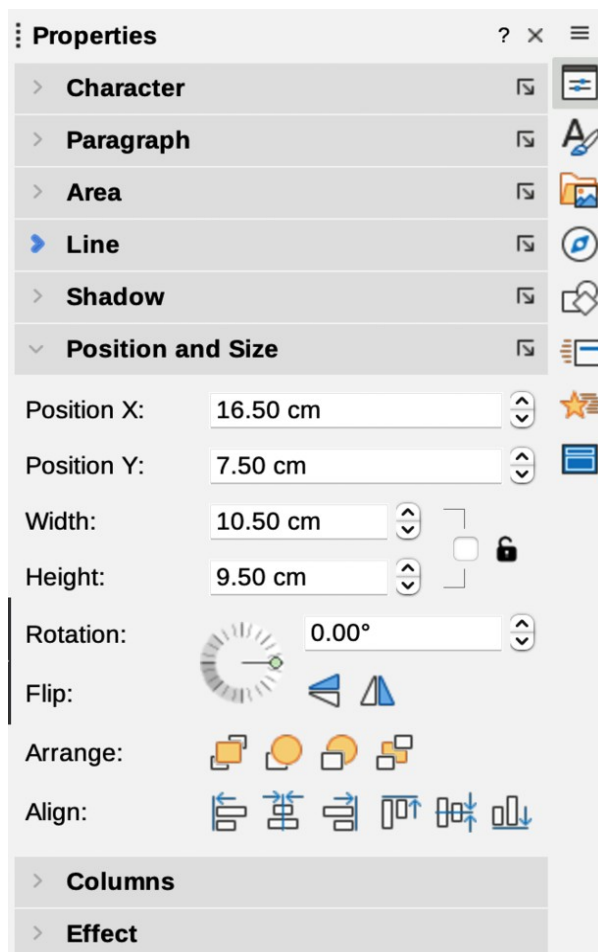 Properties ?
Character
Paragraph
Area
Line
Shadow
Position and Size
Position X: 16.50 cm
Position Y: 7.50 cm
Width: 10.50 cm
Height: 9.50 cm
Rotation: 0.00°
Flip:
Arrange:
Align:
Columns
Effect